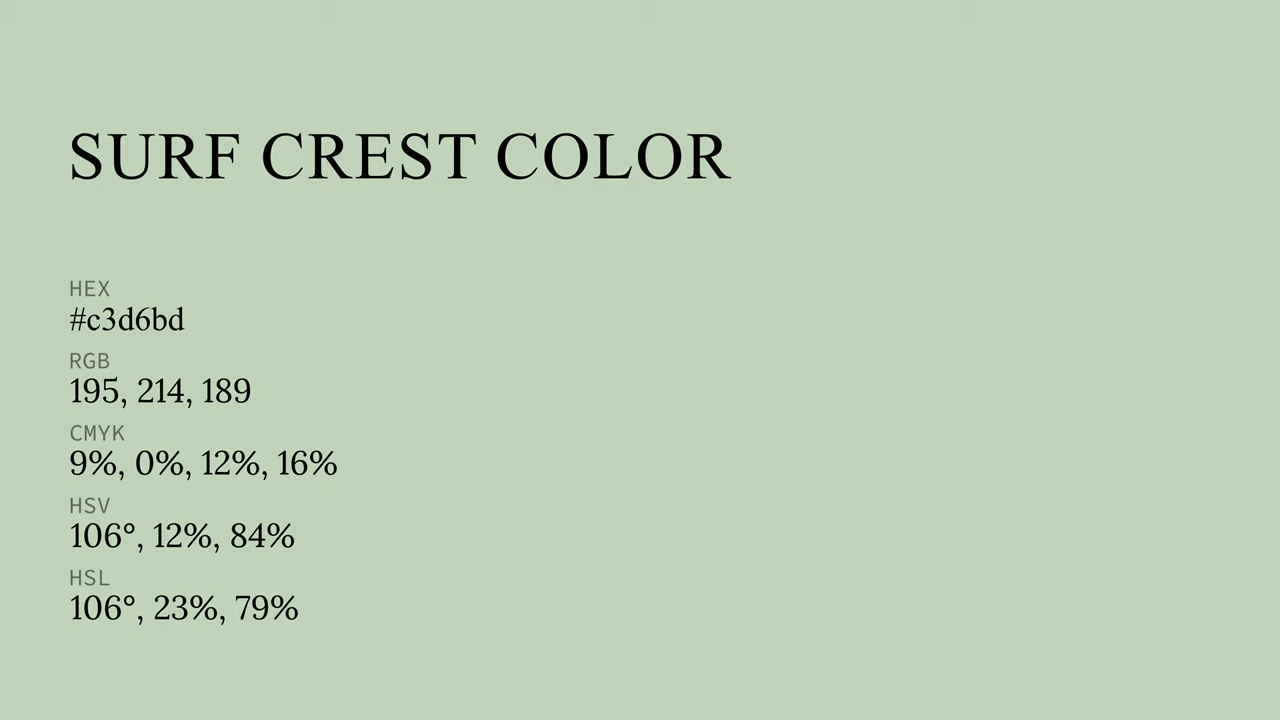 SURF CREST COLOR
HEX
#c3d6bd
RGB
195, 214, 189
CMYK
9%, 0%, 12%, 16%
HSV
106°, 12%, 84%
HSL
106°, 23%, 79%